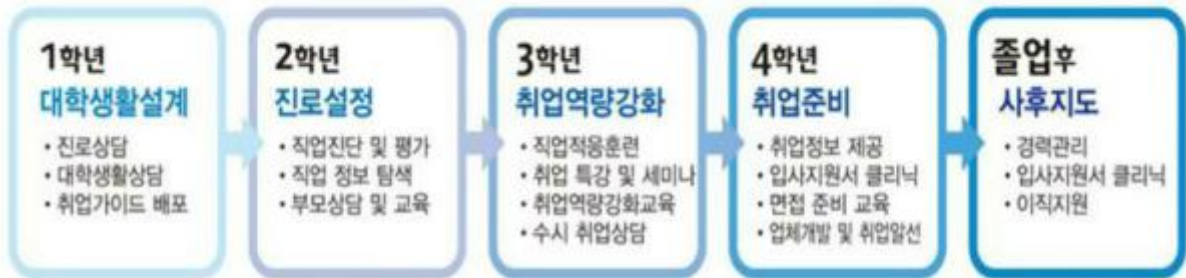 1학년
대학생활설계
• 진로상담
• 대학생활상담
• 취업가이드 배포
2학년
진로설정
• 직업진단 및 평가
• 직업 정보 탐색
• 부모상담 및 교육
3학년
취업역량강화
• 직업적응훈련
• 취업 특강 및 세미나
• 취업역량강화교육
• 수시 취업상담
4학년
취업준비
• 취업정보 제공
• 입사지원서 클리닉
• 면접 준비 교육
• 업체개발 및 취업알선
졸업후
사후지도
• 경력관리
• 입사지원서 클리닉
• 이직지원